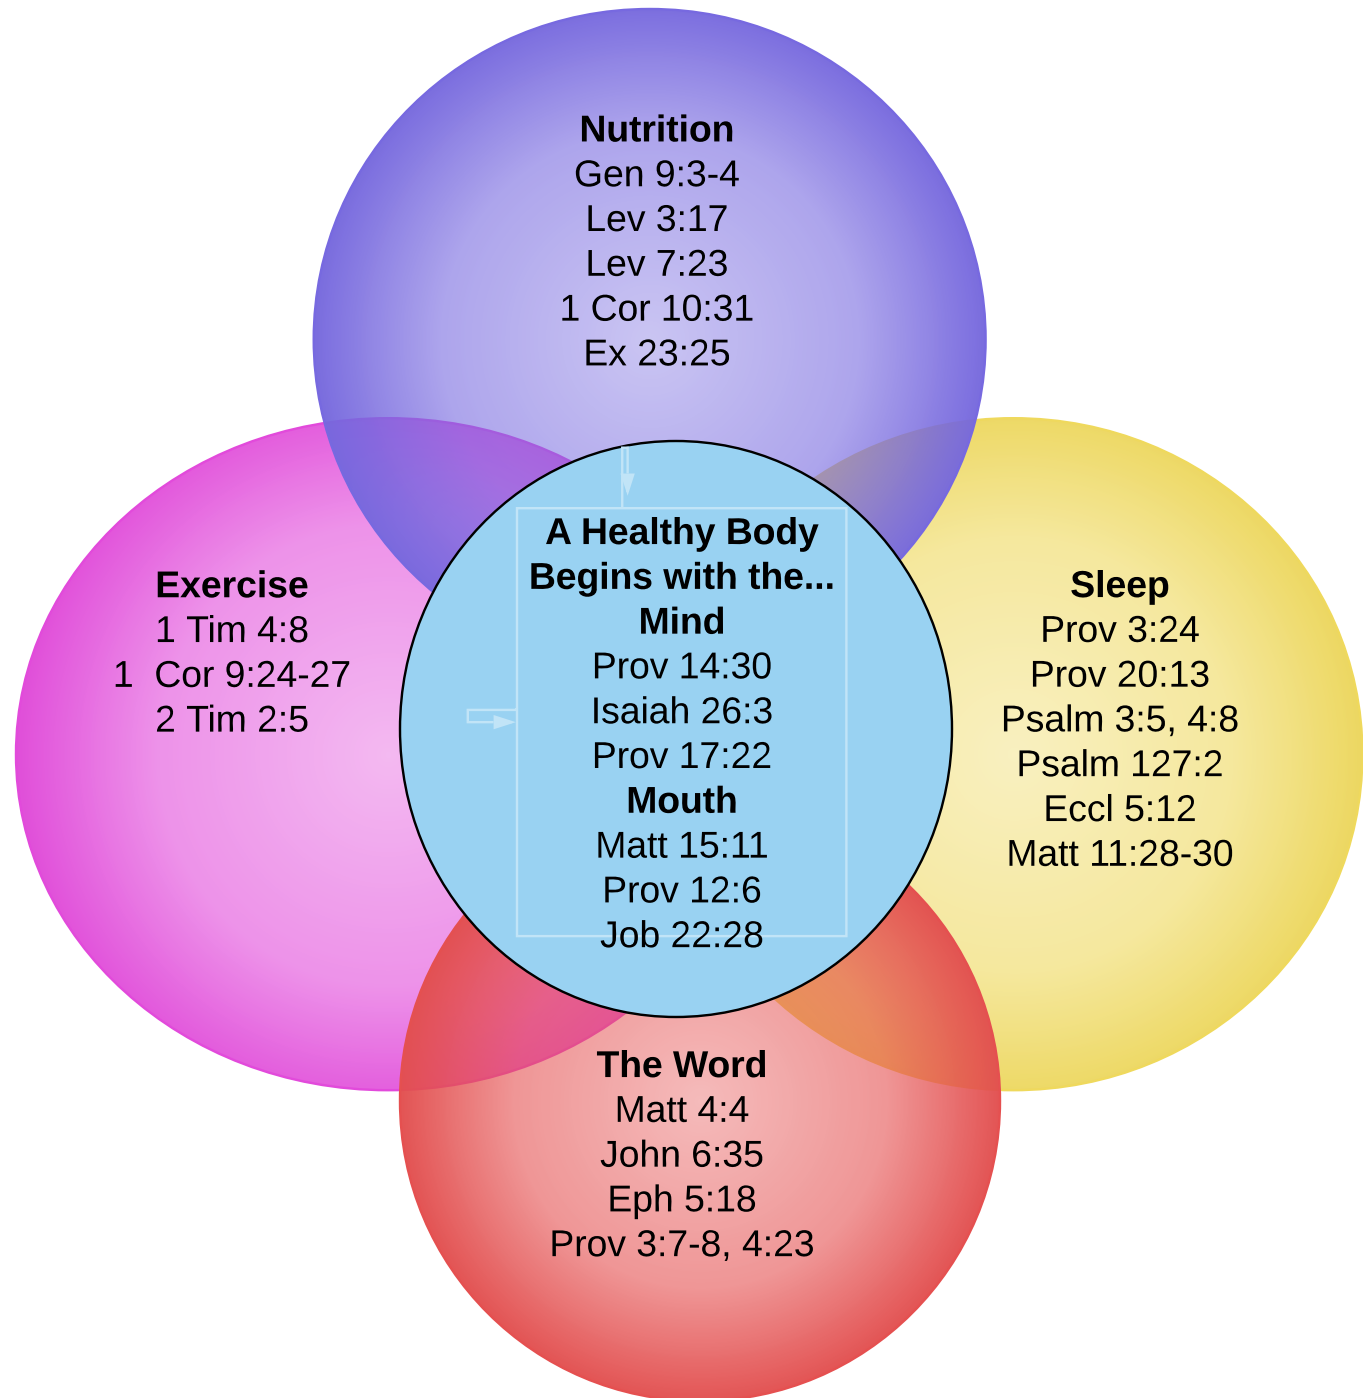 Nutrition
Gen 9:3-4
Lev 3:17
Lev 7:23
1 Cor 10:31
Ex 23:25
Exercise
1 Tim 4:8
1  Cor 9:24-27
2 Tim 2:5
A Healthy Body
Begins with the...
Mind
Prov 14:30
Isaiah 26:3
Prov 17:22
Mouth
Matt 15:11
Prov 12:6
Job 22:28
Sleep
Prov 3:24
Prov 20:13
Psalm 3:5, 4:8
Psalm 127:2
Eccl 5:12
Matt 11:28-30
The Word
Matt 4:4
John 6:35
Eph 5:18
Prov 3:7-8, 4:23